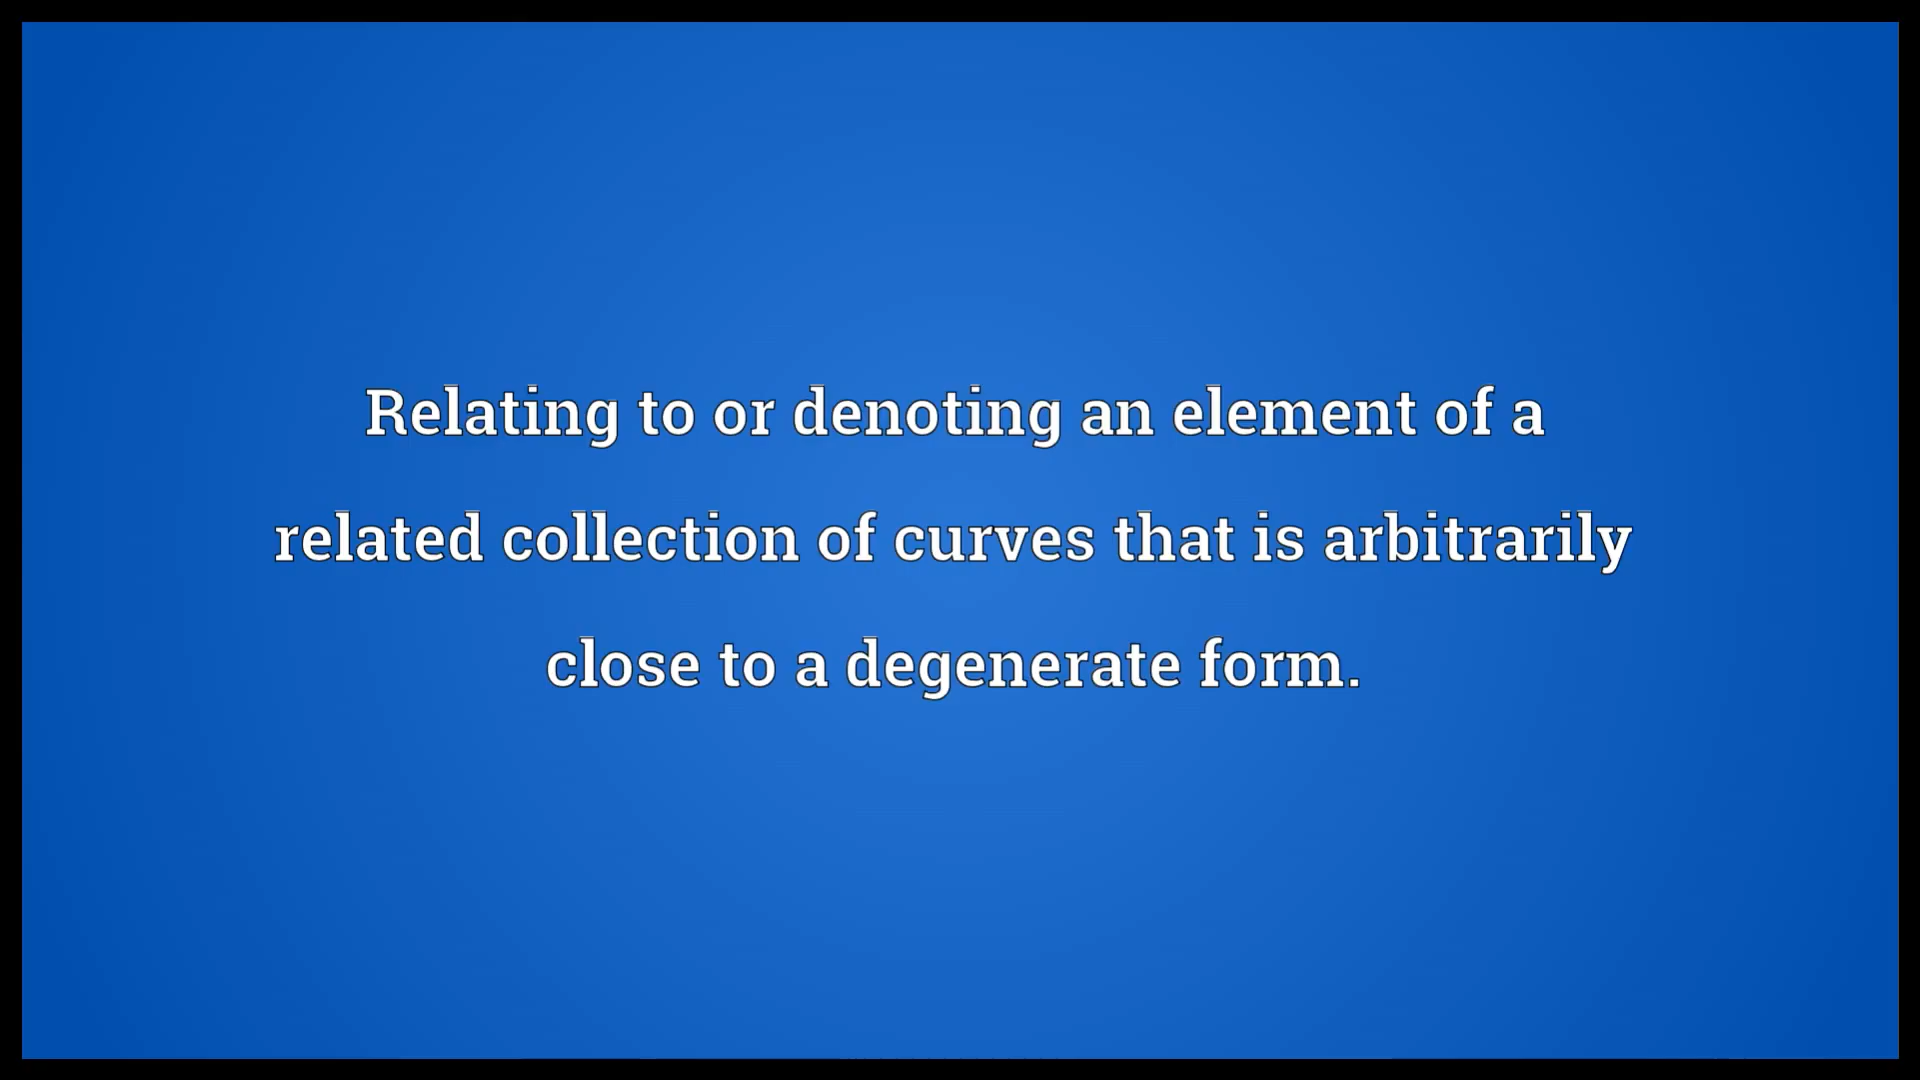 Relating to or denoting an element of a
related collection of curves that is arbitrarily
close to a degenerate form.